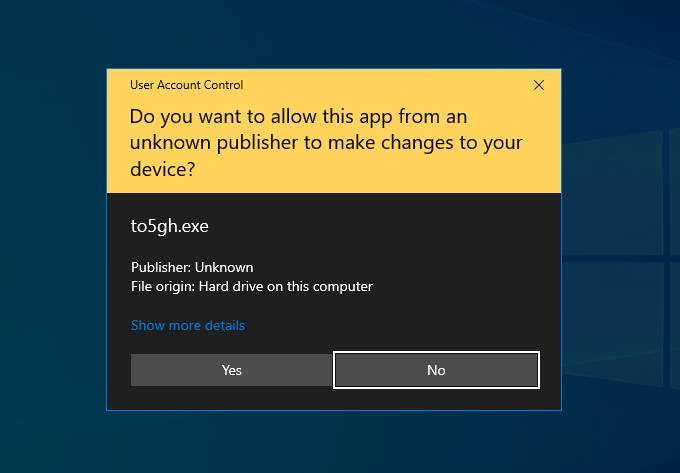 User Account Control
Do you want to allow this app from an
unknown publisher to make changes to your
device?
to5gh.exe
Publisher: Unknown
File origin: Hard drive on this computer
Show more details
Yes
No